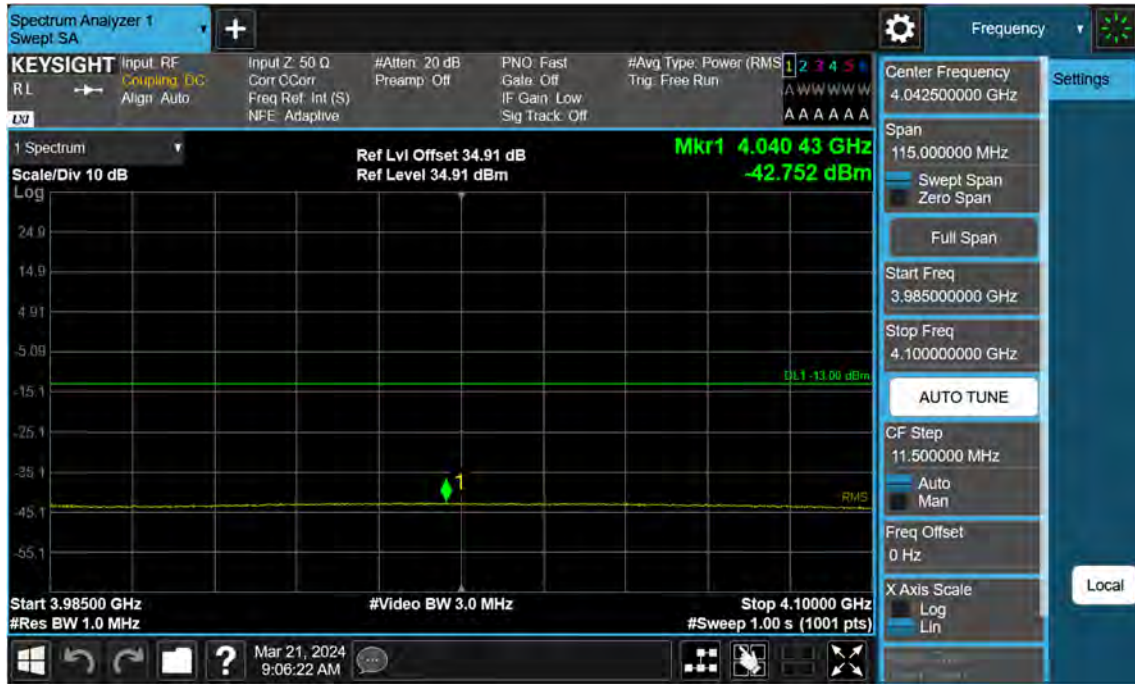 Spectrum Analyzer 1
Swept SA
+
Frequency
KEYSIGHT
RL
LXI
Input: RF
Coupling: DC
Align: Auto
Input Z: 50 Ω
Corr CCorr
Freq Ref: Int (S)
NFE: Adaptive
#Atten: 20 dB
Preamp: Off
PNO: Fast
Gate: Off
IF Gain: Low
Sig Track: Off
#Avg Type: Power (RMS
Trig: Free Run
1 2 3 4 5 6
A W W W W W
A A A A A A
1 Spectrum
Scale/Div 10 dB
Log
Ref Lvl Offset 34.91 dB
Ref Level 34.91 dBm
Mkr1 4.040 43 GHz
-42.752 dBm
24.9
14.9
4.91
-5.09
DL1 -13.00 dBm
-15.1
-25.1
-35.1
1
RMS
-45.1
-55.1
Start 3.98500 GHz
#Video BW 3.0 MHz
Stop 4.10000 GHz
#Res BW 1.0 MHz
#Sweep 1.00 s (1001 pts)
?
Mar 21, 2024
9:06:22 AM
Center Frequency
4.042500000 GHz
Settings
Span
115.000000 MHz
Swept Span
Zero Span
Full Span
Start Freq
3.985000000 GHz
Stop Freq
4.100000000 GHz
AUTO TUNE
CF Step
11.500000 MHz
Auto
Man
Freq Offset
0 Hz
X Axis Scale
Log
Lin
Local